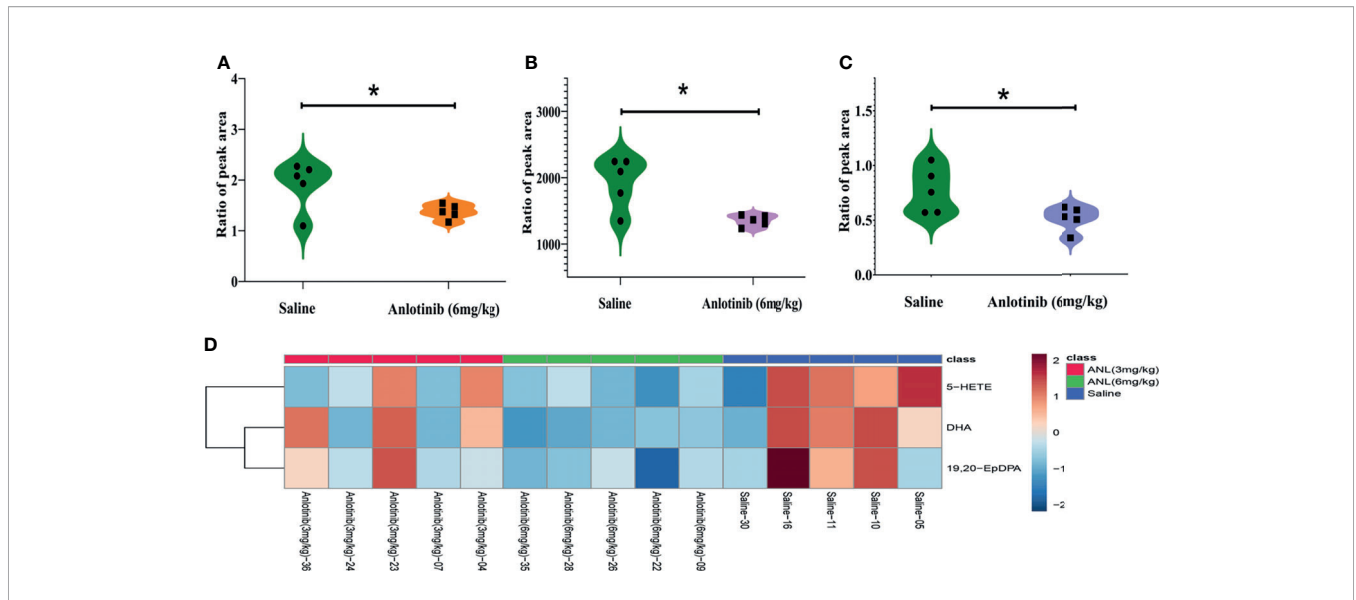 A
B
C
4
3
2
1
0
Ratio of peak area
*
Saline
Anlotinib (6mg/kg)
3000
2000
1000
Ratio of peak area
*
Saline
Anlotinib (6mg/kg)
1.5
1.0
0.5
0.0
Ratio of peak area
*
Saline
Anlotinib (6mg/kg)
D
class
5-HETE
DHA
19,20-EpDPA
2
1
0
−1
−2
class
ANL(3mg/kg)
ANL(6mg/kg)
Saline
Anlotinib(3mg/kg)−36
Anlotinib(3mg/kg)−24
Anlotinib(3mg/kg)−23
Anlotinib(3mg/kg)−07
Anlotinib(3mg/kg)−04
Anlotinib(6mg/kg)−35
Anlotinib(6mg/kg)−28
Anlotinib(6mg/kg)−26
Anlotinib(6mg/kg)−22
Anlotinib(6mg/kg)−09
Saline−30
Saline−16
Saline−11
Saline−10
Saline−05